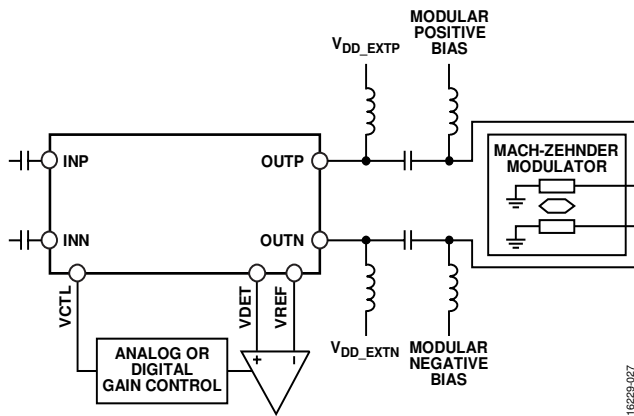 MODULAR
POSITIVE
BIAS
VDD_EXTP
MACH-ZEHNDER
MODULATOR
INP
OUTP
INN
OUTN
VCTL
VDET
VREF
+
–
ANALOG OR
DIGITAL
GAIN CONTROL
VDD_EXTN
MODULAR
NEGATIVE
BIAS
16229-027